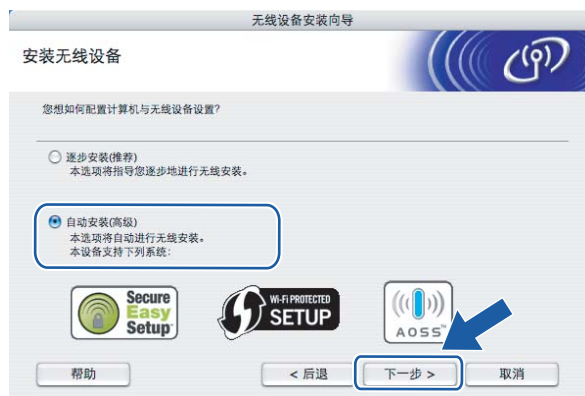 无线设备安装向导
安装无线设备
您想如何配置计算机与无线设备设置?
逐步安装(推荐)
本选项将指导您逐步地进行无线安装。
自动安装(高级)
本选项将自动进行无线安装。
本设备支持下列系统:
Secure
Easy
Setup™
WI-FI PROTECTED
SETUP
AOSS™
帮助
< 后退
下一步 >
取消